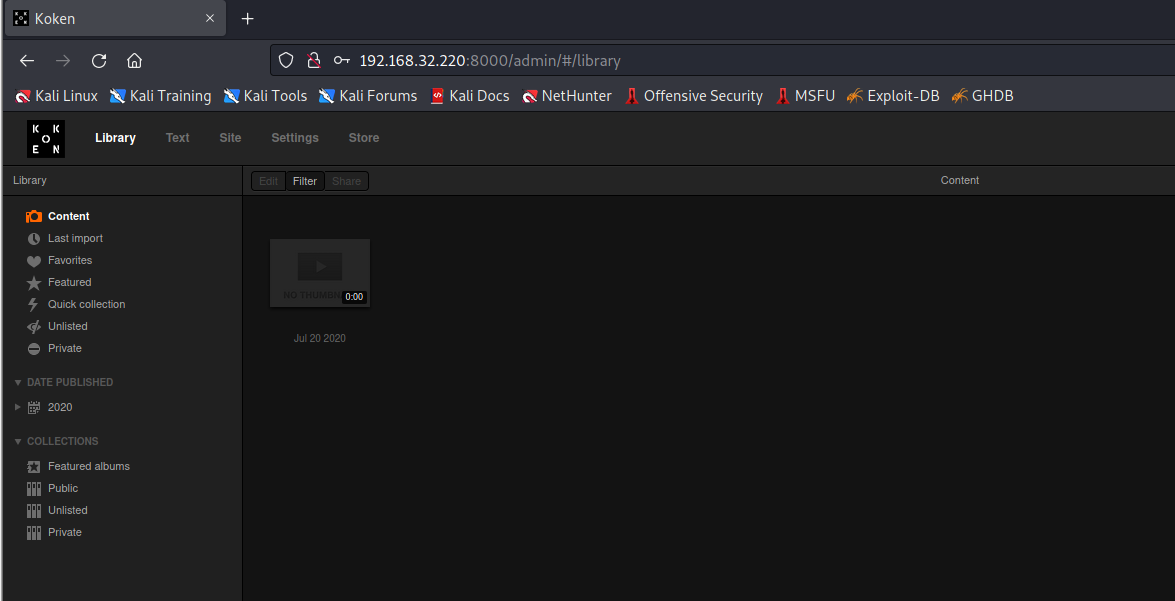 Koken
192.168.32.220:8000/admin/#/library
Kali Linux Kali Training Kali Tools Kali Forums Kali Docs NetHunter Offensive Security MSFU Exploit-DB GHDB
K K
O
E N
Library Text Site Settings Store
Library Edit Filter Share Content
Content
Last import
Favorites
Featured
Quick collection
Unlisted
Private
DATE PUBLISHED
2020
COLLECTIONS
Featured albums
Public
Unlisted
Private
0:00
Jul 20 2020